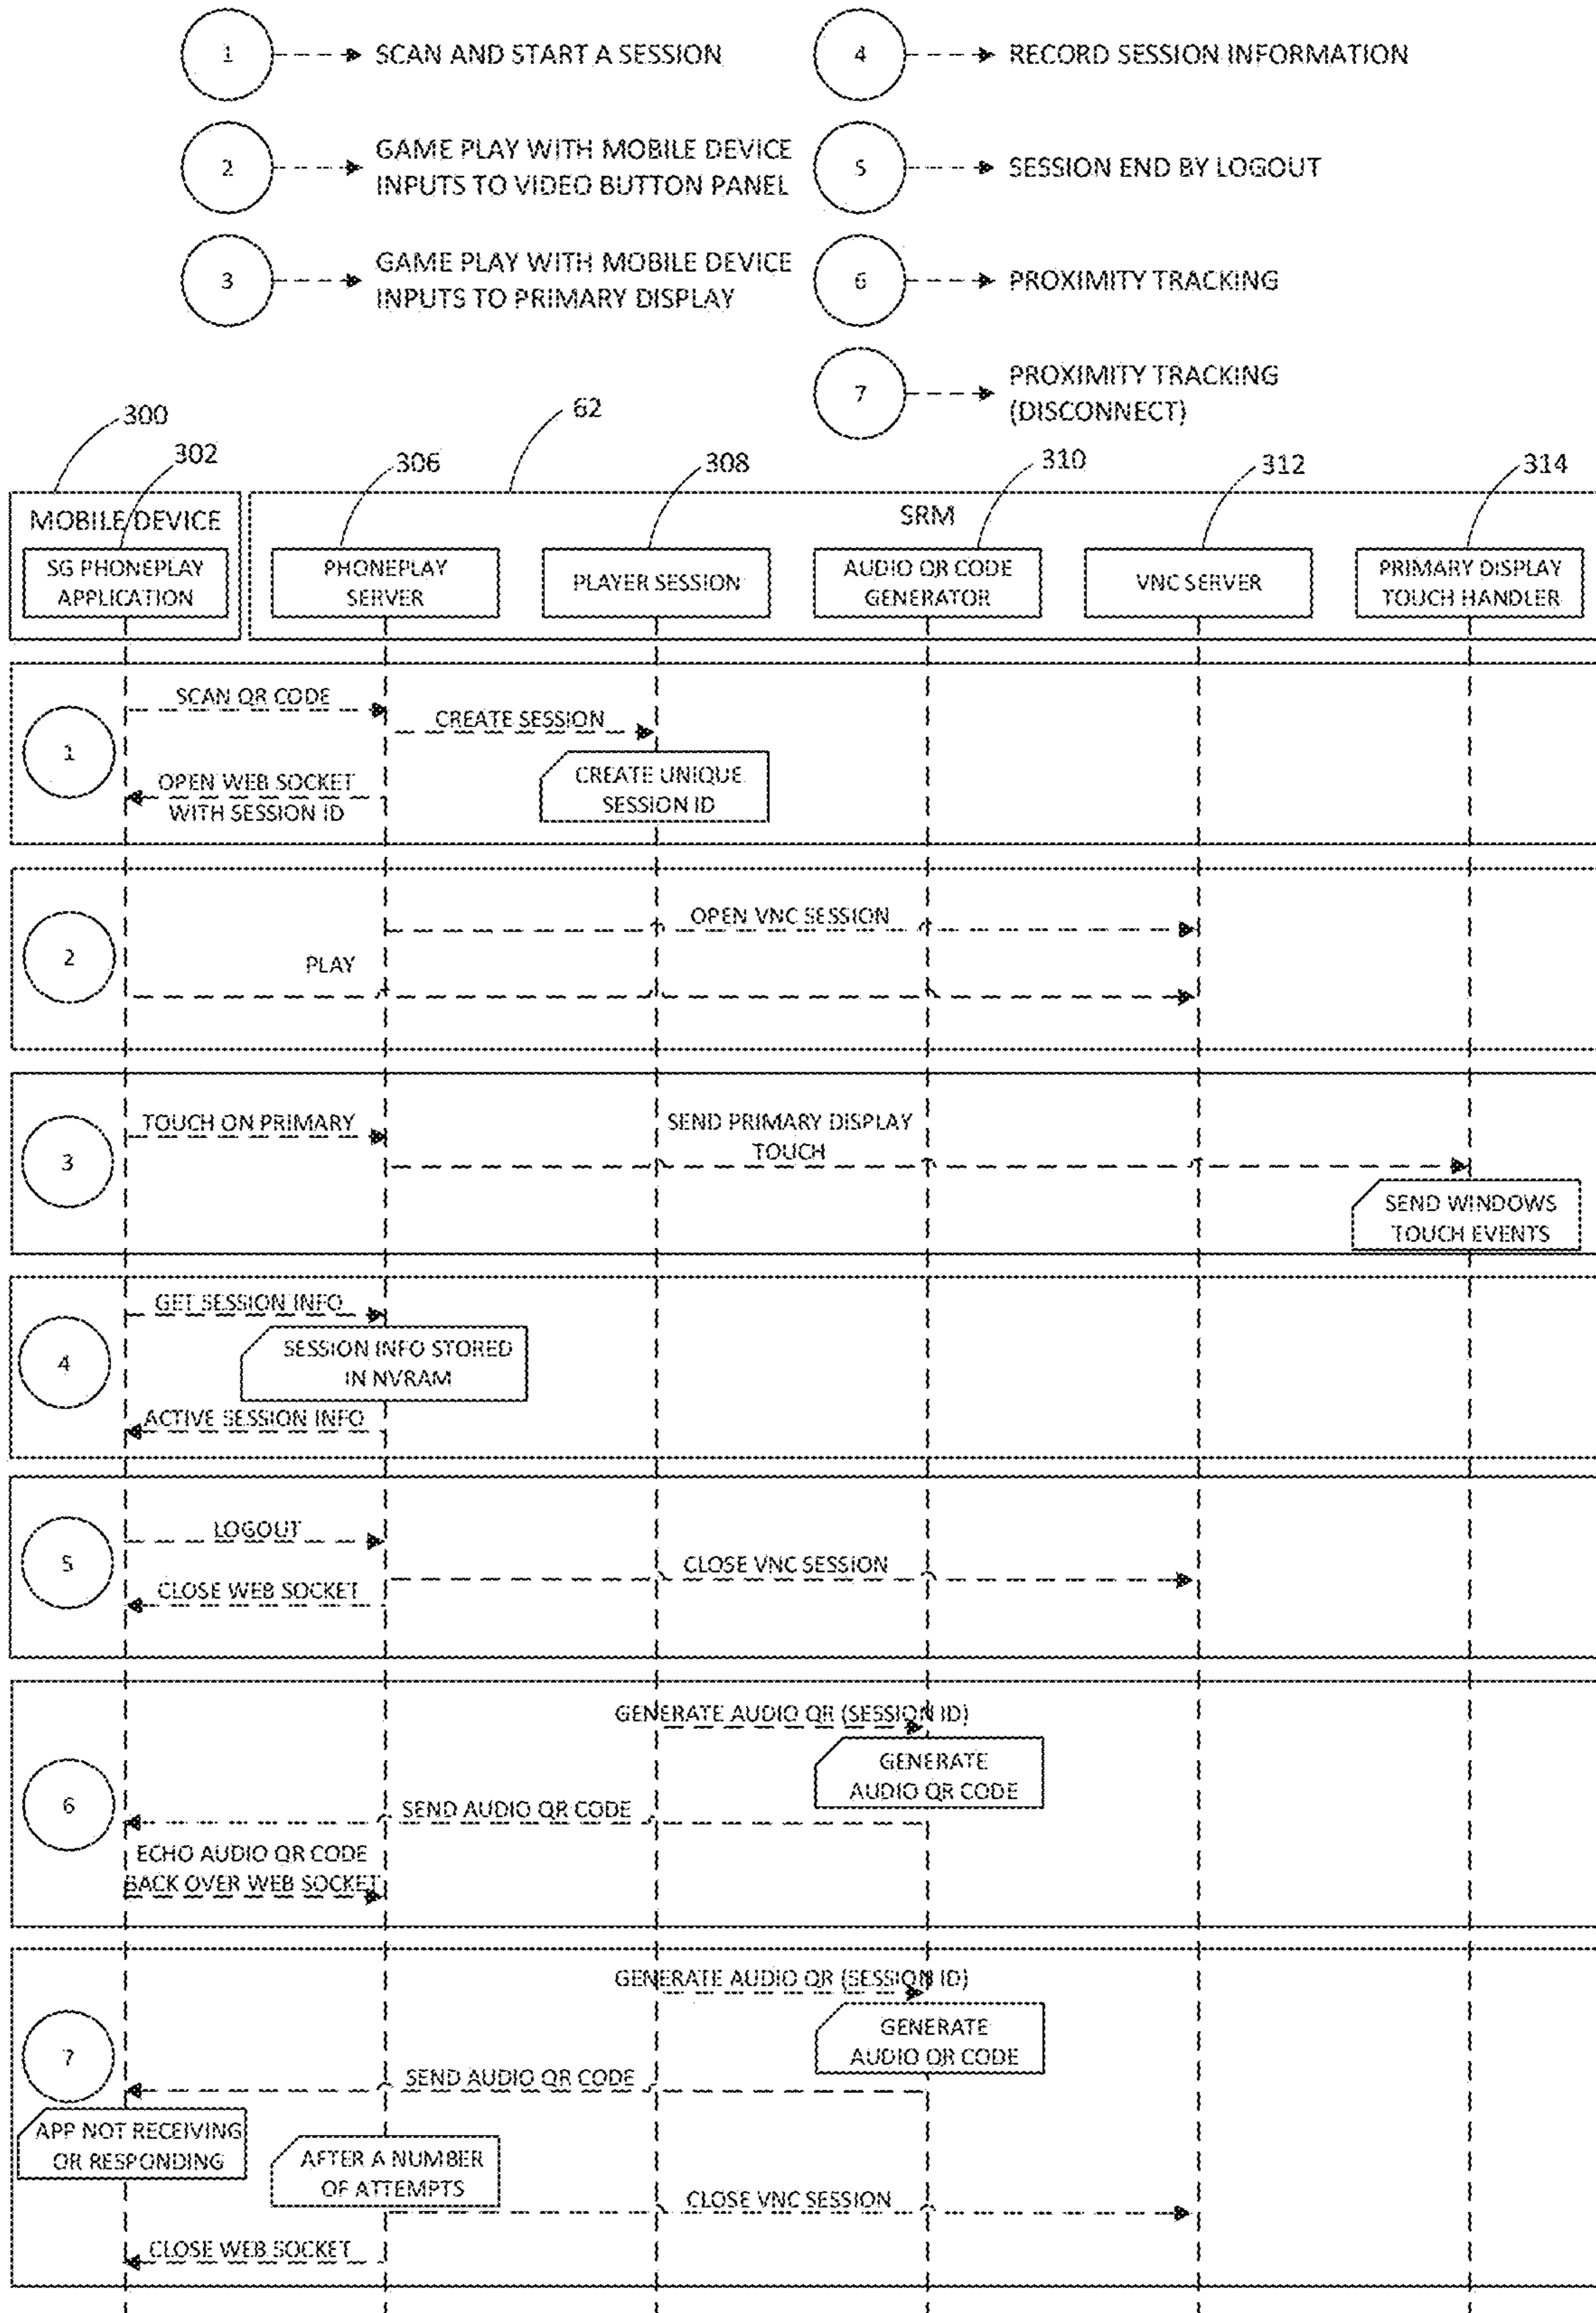 1
SCAN AND START A SESSION
2
GAME PLAY WITH MOBILE DEVICE
INPUTS TO VIDEO BUTTON PANEL
3
GAME PLAY WITH MOBILE DEVICE
INPUTS TO PRIMARY DISPLAY
4
RECORD SESSION INFORMATION
5
SESSION END BY LOGOUT
6
PROXIMITY TRACKING
7
PROXIMITY TRACKING
(DISCONNECT)
300
302
62
306
308
310
312
314
MOBILE DEVICE
SG PHONEPLAY
APPLICATION
SRM
PHONEPLAY
SERVER
PLAYER SESSION
AUDIO QR CODE
GENERATOR
VNC SERVER
PRIMARY DISPLAY
TOUCH HANDLER
1
SCAN QR CODE
CREATE SESSION
CREATE UNIQUE
SESSION ID
OPEN WEB SOCKET
WITH SESSION ID
2
OPEN VNC SESSION
PLAY
3
TOUCH ON PRIMARY
SEND PRIMARY DISPLAY
TOUCH
SEND WINDOWS
TOUCH EVENTS
4
GET SESSION INFO
SESSION INFO STORED
IN NVRAM
ACTIVE SESSION INFO
5
LOGOUT
CLOSE VNC SESSION
CLOSE WEB SOCKET
6
GENERATE AUDIO QR (SESSION ID)
GENERATE
AUDIO QR CODE
SEND AUDIO QR CODE
ECHO AUDIO QR CODE
BACK OVER WEB SOCKET
7
GENERATE AUDIO QR (SESSION ID)
GENERATE
AUDIO QR CODE
SEND AUDIO QR CODE
APP NOT RECEIVING
OR RESPONDING
AFTER A NUMBER
OF ATTEMPTS
CLOSE VNC SESSION
CLOSE WEB SOCKET